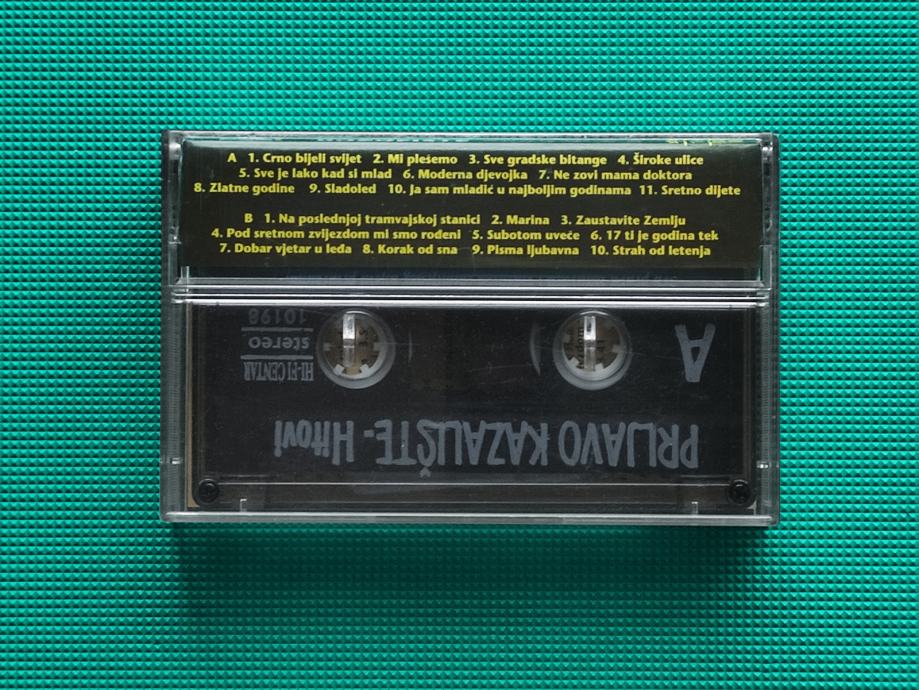 A 1. Crno bijeli svijet 2. Mi plešemo 3. Sve gradske bitange 4. Široke ulice
5. Sve je lako kad si mlad 6. Moderna djevojka 7. Ne zovi mama doktora
8. Zlatne godine 9. Sladoled 10. Ja sam mladić u najboljim godinama 11. Sretno dijete
B 1. Na poslednjoj tramvajskoj stanici 2. Marina 3. Zaustavite Zemlju
4. Pod sretnom zvijezdom mi smo rođeni 5. Subotom uveče 6. 17 ti je godina tek
7. Dobar vjetar u leđa 8. Korak od sna 9. Pisma ljubavna 10. Strah od letenja
PRLJAVO KAZALIŠTE - Hitovi
A
HI-FI CENTAR
stereo
10198